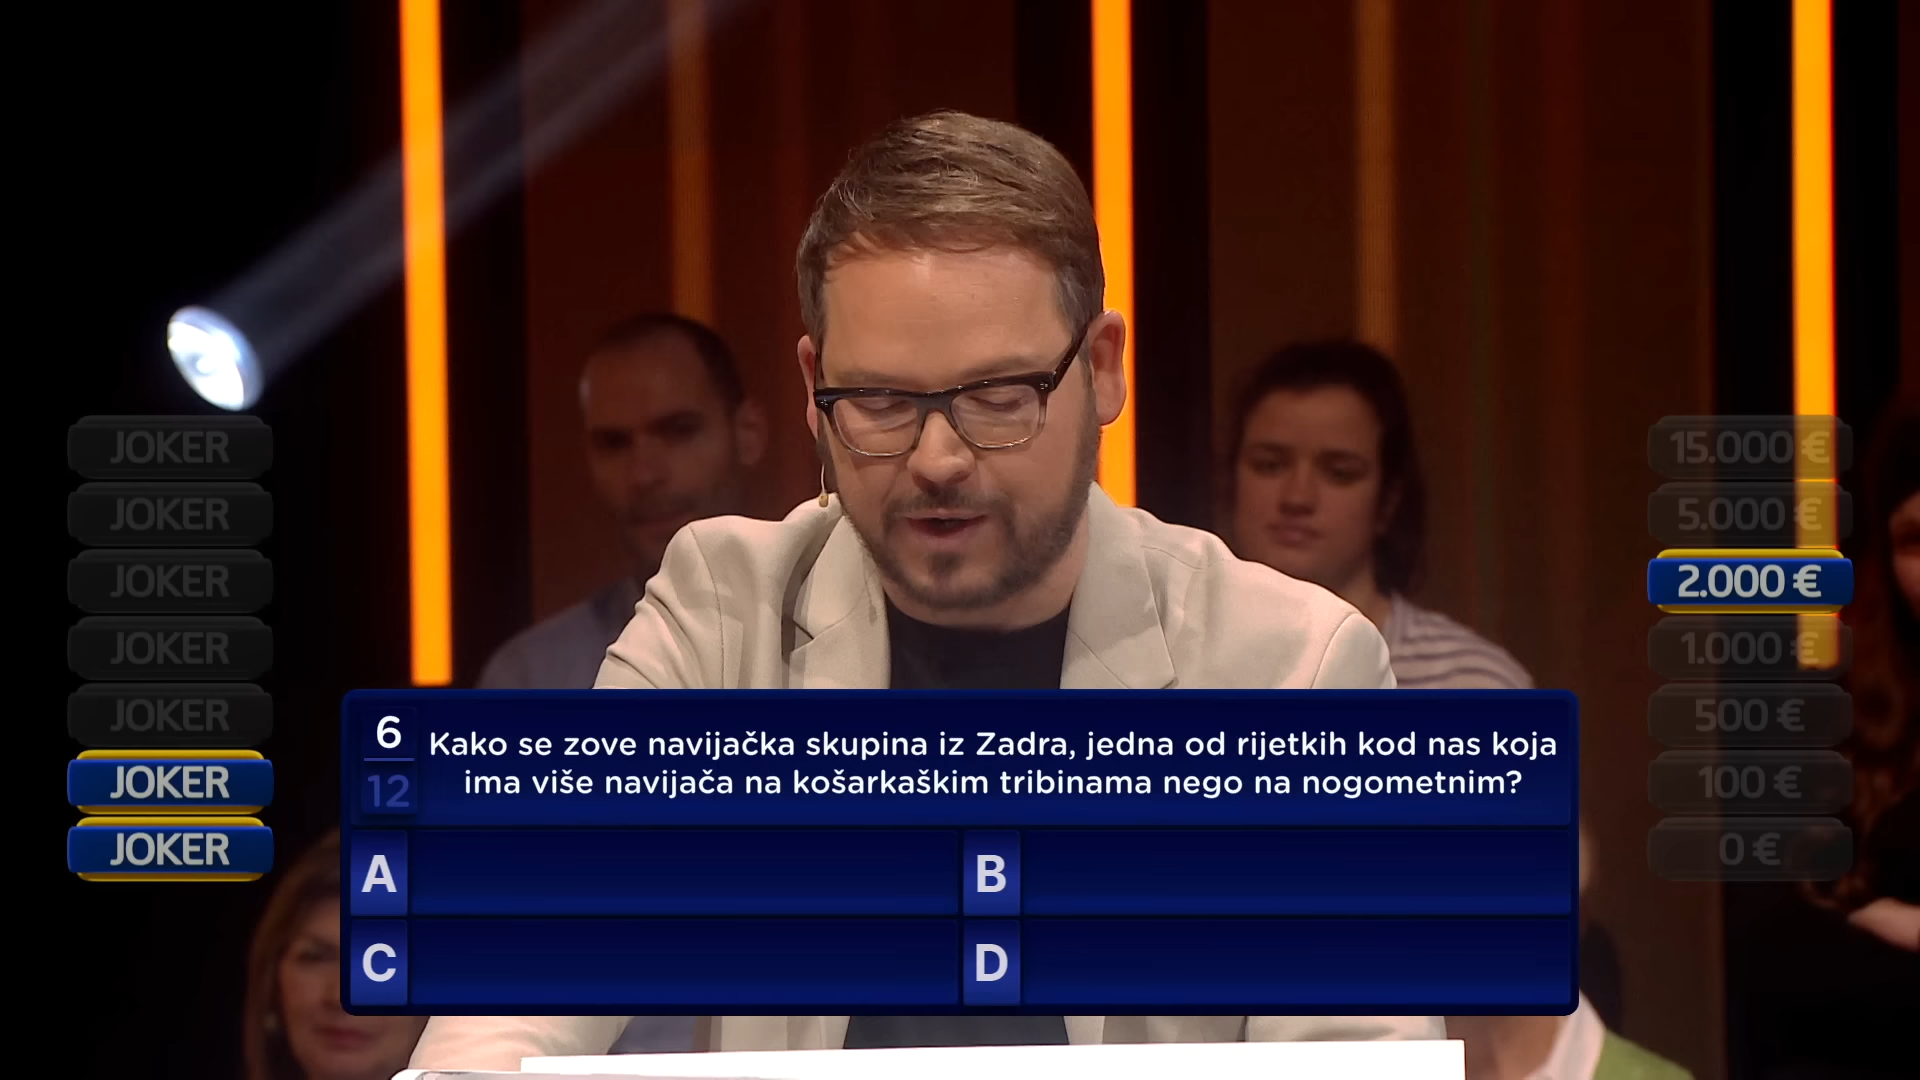 JOKER
JOKER
JOKER
JOKER
JOKER
JOKER
JOKER
15.000 €
5.000 €
2.000 €
1.000 €
500 €
100 €
0 €
6
12
Kako se zove navijačka skupina iz Zadra, jedna od rijetkih kod nas koja
ima više navijača na košarkaškim tribinama nego na nogometnim?
A
B
C
D